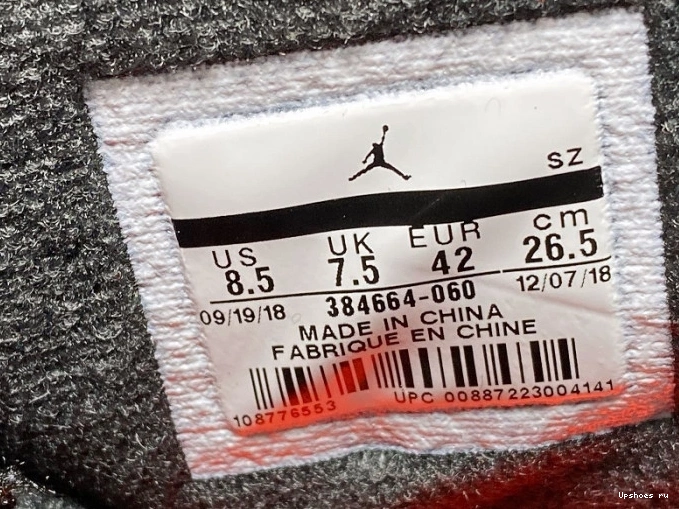 SZ
US UK EUR cm
8.5 7.5 42 26.5
09/19/18 384664-060 12/07/18
MADE IN CHINA
FABRIQUE EN CHINE
108776553 UPC 00887223004141
Upshoes ru